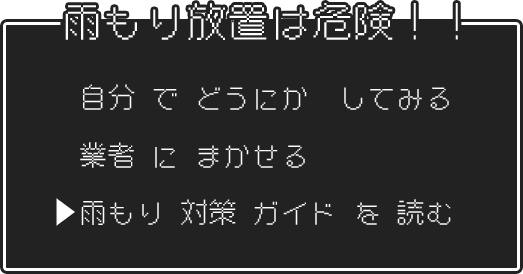 雨もり放置は危険！！
自分 で どうにか　してみる
業者 に まかせる
▶雨もり 対策 ガイド を 読む